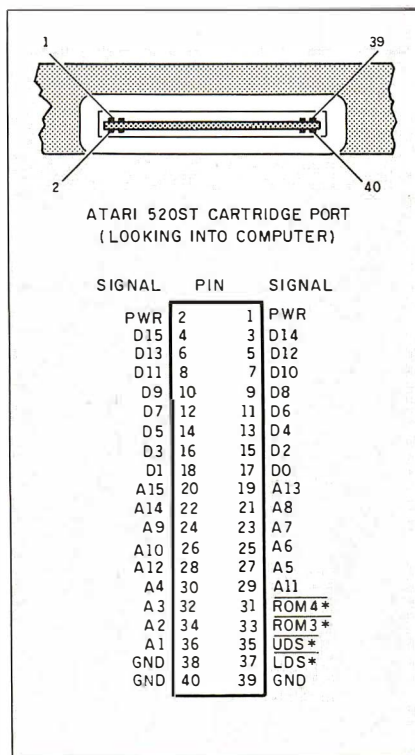 1 39
2 40
ATARI 520ST CARTRIDGE PORT
(LOOKING INTO COMPUTER)
SIGNAL PIN SIGNAL
PWR 2 1 PWR
D15 4 3 D14
D13 6 5 D12
D11 8 7 D10
D9 10 9 D8
D7 12 11 D6
D5 14 13 D4
D3 16 15 D2
D1 18 17 D0
A15 20 19 A13
A14 22 21 A8
A9 24 23 A7
A10 26 25 A6
A12 28 27 A5
A4 30 29 A11
A3 32 31 ROM4*
A2 34 33 ROM3*
A1 36 35 UDS*
GND 38 37 LDS*
GND 40 39 GND